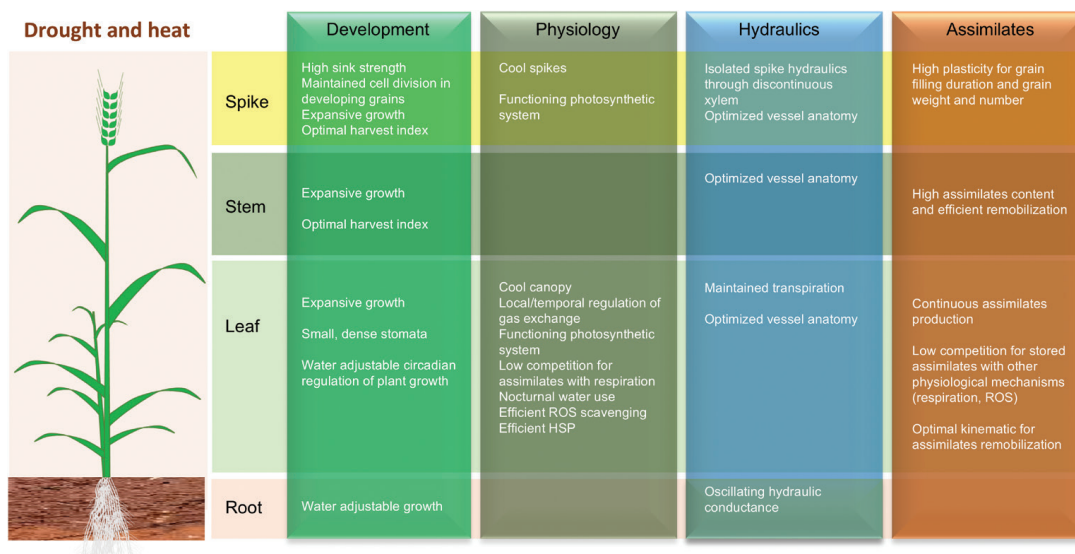 Drought and heat
Development
Physiology
Hydraulics
Assimilates
Spike
High sink strength
Maintained cell division in
developing grains
Expansive growth
Optimal harvest index
Cool spikes
Functioning photosynthetic
system
Isolated spike hydraulics
through discontinuous
xylem
Optimized vessel anatomy
High plasticity for grain
filling duration and grain
weight and number
Stem
Expansive growth
Optimal harvest index
Optimized vessel anatomy
High assimilates content
and efficient remobilization
Leaf
Expansive growth
Small, dense stomata
Water adjustable circadian
regulation of plant growth
Cool canopy
Local/temporal regulation of
gas exchange
Functioning photosynthetic
system
Low competition for
assimilates with respiration
Nocturnal water use
Efficient ROS scavenging
Efficient HSP
Maintained transpiration
Optimized vessel anatomy
Continuous assimilates
production
Low competition for stored
assimilates with other
physiological mechanisms
(respiration, ROS)
Optimal kinematic for
assimilates remobilization
Root
Water adjustable growth
Oscillating hydraulic
conductance